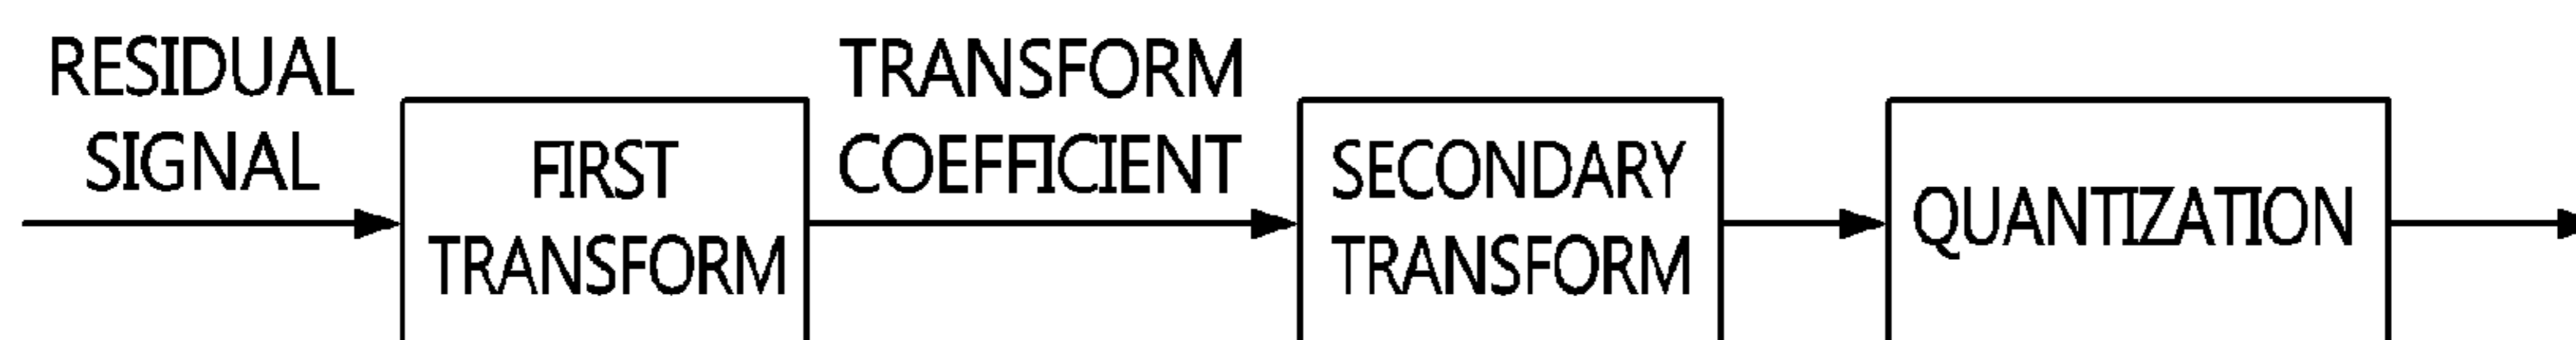 RESIDUAL
SIGNAL
FIRST
TRANSFORM
TRANSFORM
COEFFICIENT
SECONDARY
TRANSFORM
QUANTIZATION